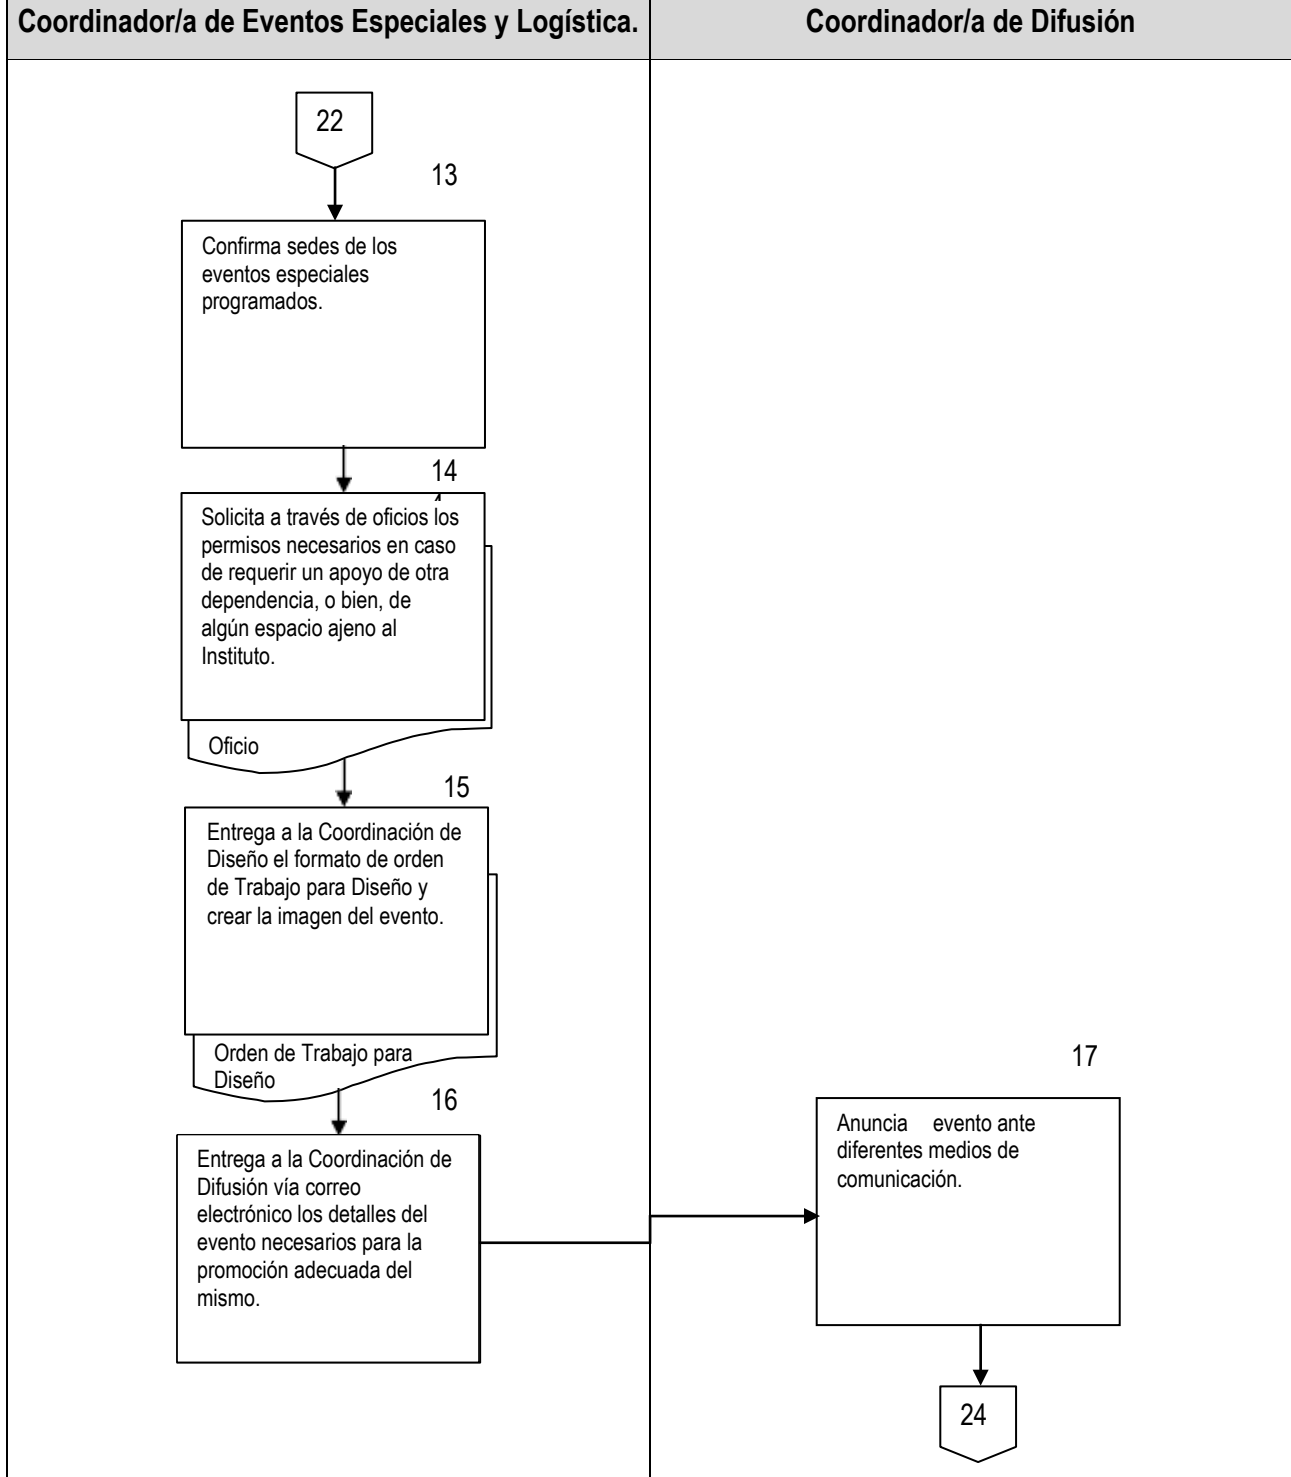 Coordinador/a de Eventos Especiales y Logística.
Coordinador/a de Difusión
22
13
Confirma sedes de los
eventos especiales
programados.
14
Solicita a través de oficios los
permisos necesarios en caso
de requerir un apoyo de otra
dependencia, o bien, de
algún espacio ajeno al
Instituto.
Oficio
15
Entrega a la Coordinación de
Diseño el formato de orden
de Trabajo para Diseño y
crear la imagen del evento.
Orden de Trabajo para
Diseño
16
Entrega a la Coordinación de
Difusión vía correo
electrónico los detalles del
evento necesarios para la
promoción adecuada del
mismo.
17
Anuncia evento ante
diferentes medios de
comunicación.
24